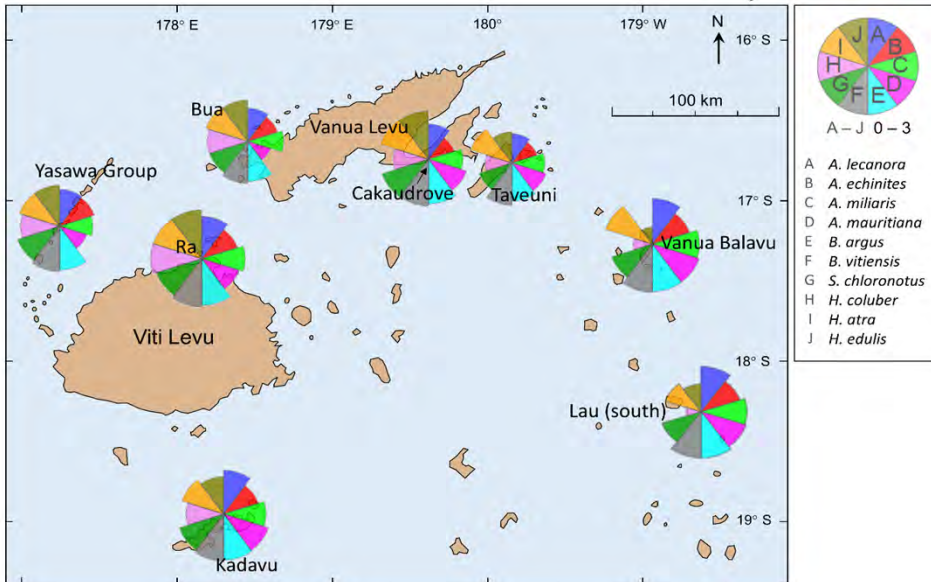 178° E 179° E 180° 179° W
N
16° S
Bua
Vanua Levu
100 km
Yasawa Group
Cakaudrove
Taveuni
17° S
Ra
Vanua Balavu
Viti Levu
18° S
Lau (south)
19° S
Kadavu
J A
I B
H C
G D
F E
A – J 0 – 3
A A. lecanora
B A. echinites
C A. miliaris
D A. mauritiana
E B. argus
F B. vitiensis
G S. chloronotus
H H. coluber
I H. atra
J H. edulis